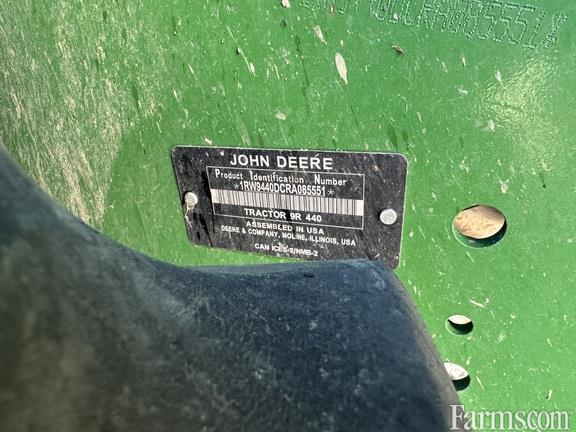 JOHN DEERE
Product Identification Number
*1RW9440DCRA085551*
TRACTOR 9R 440
ASSEMBLED IN USA
DEERE & COMPANY, MOLINE, ILLINOIS, USA
CAN ICES-2/NMB-2
Farms.com